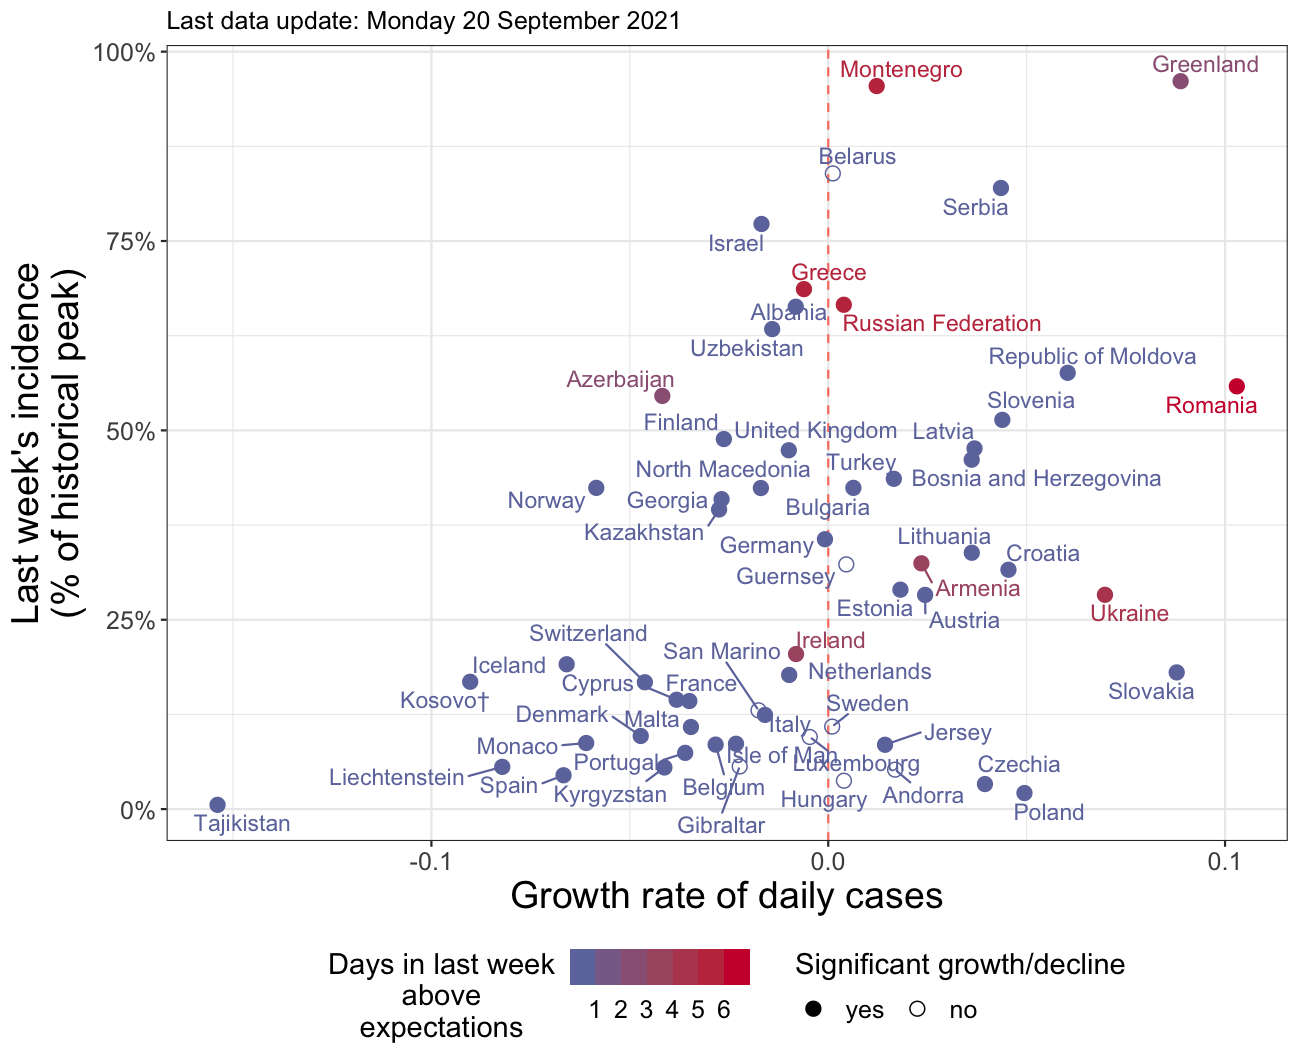 Last data update: Monday 20 September 2021
100%
75%
50%
25%
0%
Last week's incidence
(% of historical peak)
Greenland
Montenegro
Belarus
Serbia
Israel
Greece
Albania
Russian Federation
Uzbekistan
Republic of Moldova
Azerbaijan
Slovenia
Romania
Finland
United Kingdom
Latvia
Turkey
North Macedonia
Bosnia and Herzegovina
Norway
Georgia
Bulgaria
Kazakhstan
Germany
Lithuania
Croatia
Guernsey
Armenia
Estonia
Austria
Ukraine
Switzerland
Ireland
San Marino
Iceland
Netherlands
Cyprus
France
Slovakia
Kosovo†
Sweden
Denmark
Malta
Italy
Jersey
Monaco
Isle of Man
Portugal
Luxembourg
Czechia
Liechtenstein
Spain
Kyrgyzstan
Belgium
Hungary
Andorra
Poland
Tajikistan
Gibraltar
-0.1
0.0
0.1
Growth rate of daily cases
Days in last week
above
expectations
1 2 3 4 5 6
Significant growth/decline
yes
no